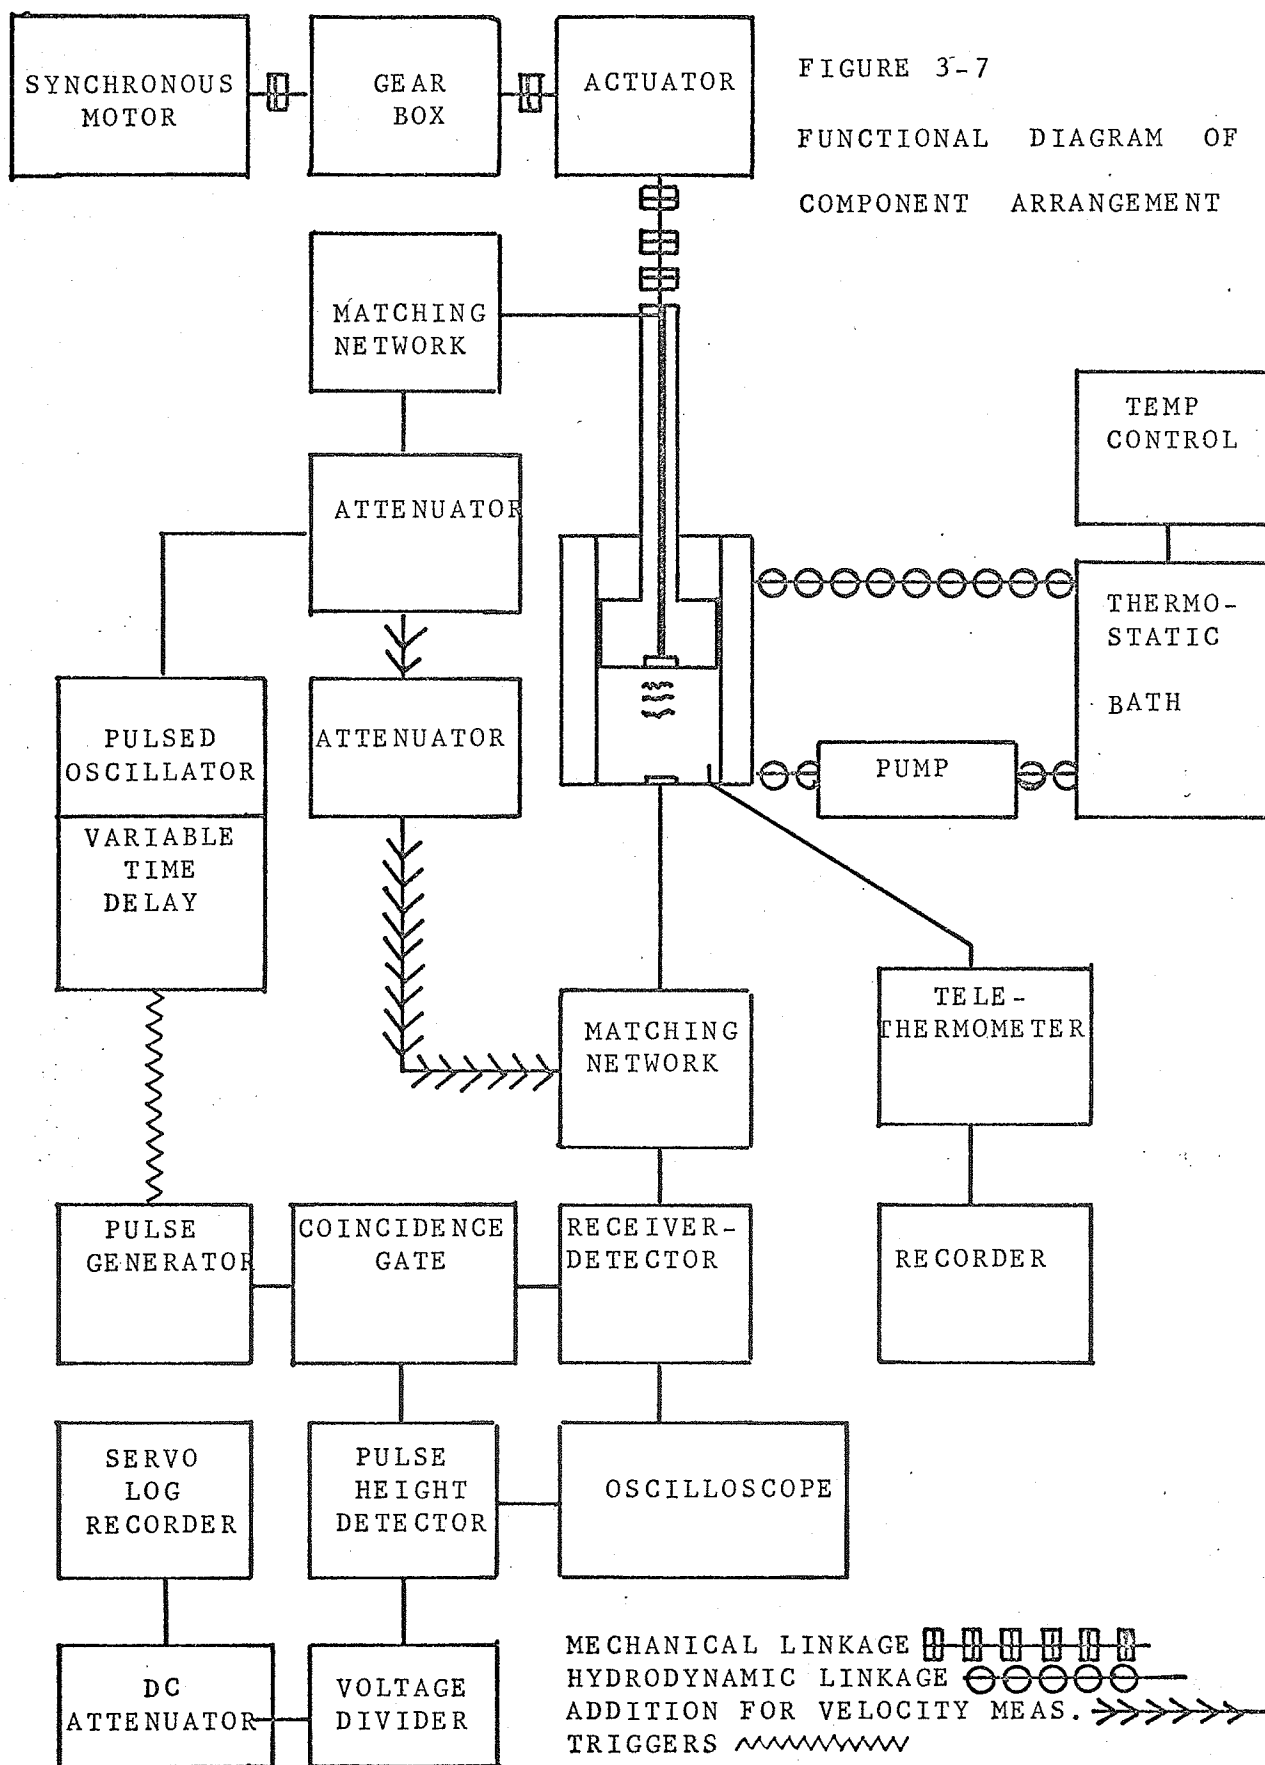 FIGURE 3-7
FUNCTIONAL DIAGRAM OF
COMPONENT ARRANGEMENT
SYNCHRONOUS
MOTOR
GEAR
BOX
ACTUATOR
MATCHING
NETWORK
TEMP
CONTROL
ATTENUATOR
THERMO-
STATIC
BATH
PULSED
OSCILLATOR
ATTENUATOR
PUMP
VARIABLE
TIME
DELAY
MATCHING
NETWORK
TELE-
THERMOMETER
PULSE
GENERATOR
COINCIDENCE
GATE
RECEIVER-
DETECTOR
RECORDER
SERVO
LOG
RECORDER
PULSE
HEIGHT
DETECTOR
OSCILLOSCOPE
DC
ATTENUATOR
VOLTAGE
DIVIDER
MECHANICAL LINKAGE
HYDRODYNAMIC LINKAGE
ADDITION FOR VELOCITY MEAS.
TRIGGERS